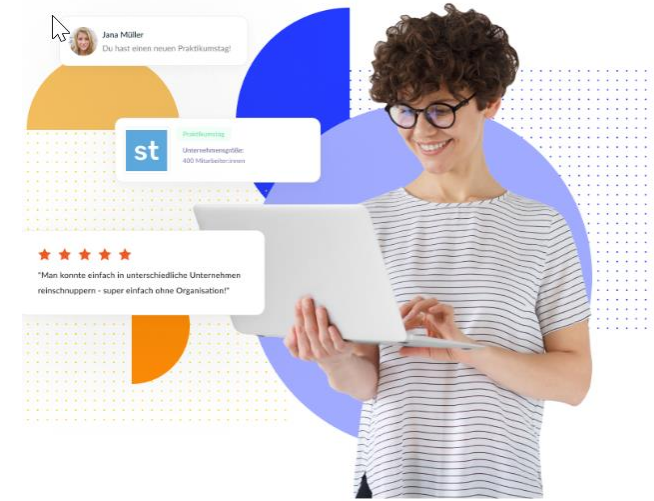 Jana Müller
Du hast einen neuen Praktikumstag!
st
Praktikumstag
Unternehmensgröße:
400 Mitarbeiter:innen
"Man konnte einfach in unterschiedliche Unternehmen
reinschnuppern - super einfach ohne Organisation!"